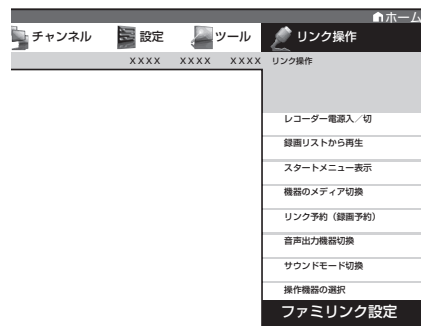 ホーム
チャンネル 設定 ツール リンク操作
XXXX XXXX XXXX リンク操作
レコーダー電源入/切
録画リストから再生
スタートメニュー表示
機器のメディア切換
リンク予約(録画予約)
音声出力機器切換
サウンドモード切換
操作機器の選択
ファミリンク設定